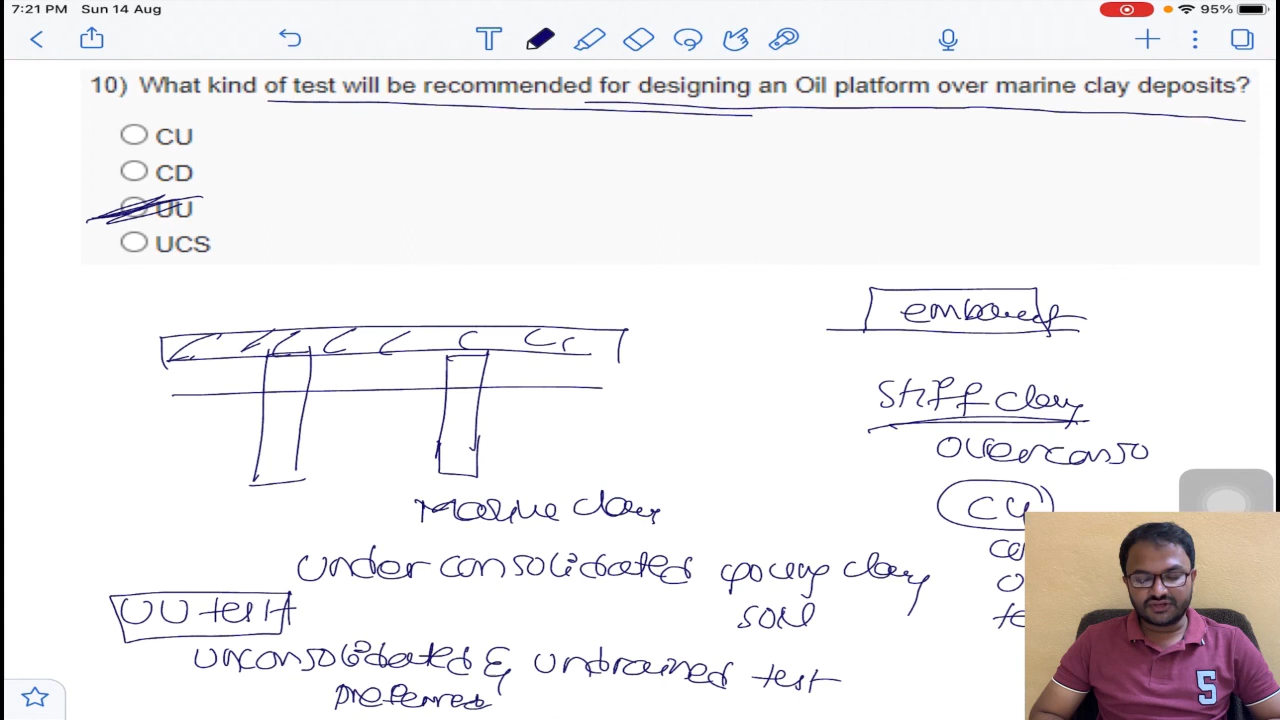 7:21 PM Sun 14 Aug
95%
10) What kind of test will be recommended for designing an Oil platform over marine clay deposits?
CU
CD
UU
UCS
Stiff clay
overconso
CU
Marine clay
under consolidated young clay
soil
UU test
unconsolidated & undrained test
preferred
S